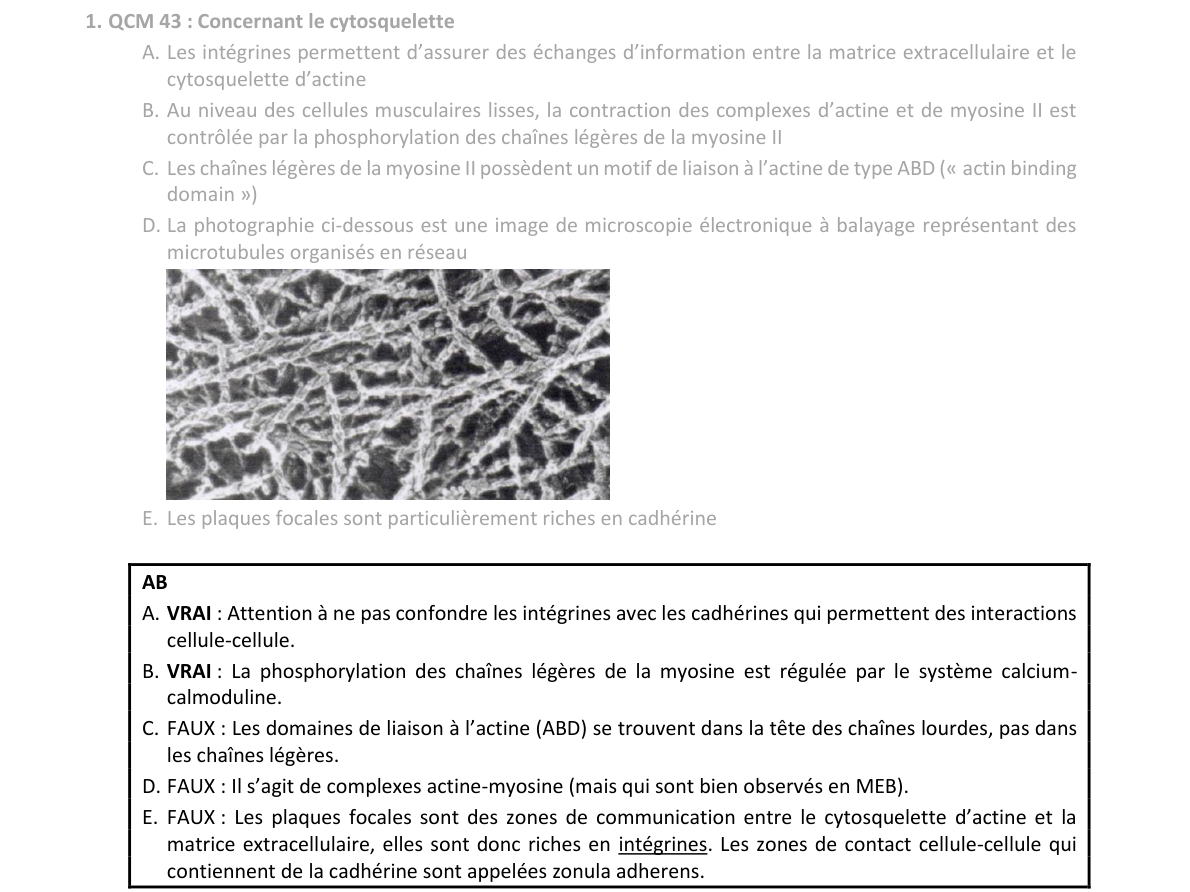 1. QCM 43 : Concernant le cytosquelette
A. Les intégrines permettent d’assurer des échanges d’information entre la matrice extracellulaire et le
cytosquelette d’actine
B. Au niveau des cellules musculaires lisses, la contraction des complexes d’actine et de myosine II est
contrôlée par la phosphorylation des chaînes légères de la myosine II
C. Les chaînes légères de la myosine II possèdent un motif de liaison à l’actine de type ABD (« actin binding
domain »)
D. La photographie ci-dessous est une image de microscopie électronique à balayage représentant des
microtubules organisés en réseau
E. Les plaques focales sont particulièrement riches en cadhérine
AB
A. VRAI : Attention à ne pas confondre les intégrines avec les cadhérines qui permettent des interactions
cellule-cellule.
B. VRAI : La phosphorylation des chaînes légères de la myosine est régulée par le système calcium-
calmoduline.
C. FAUX : Les domaines de liaison à l’actine (ABD) se trouvent dans la tête des chaînes lourdes, pas dans
les chaînes légères.
D. FAUX : Il s’agit de complexes actine-myosine (mais qui sont bien observés en MEB).
E. FAUX : Les plaques focales sont des zones de communication entre le cytosquelette d’actine et la
matrice extracellulaire, elles sont donc riches en intégrines. Les zones de contact cellule-cellule qui
contiennent de la cadhérine sont appelées zonula adherens.